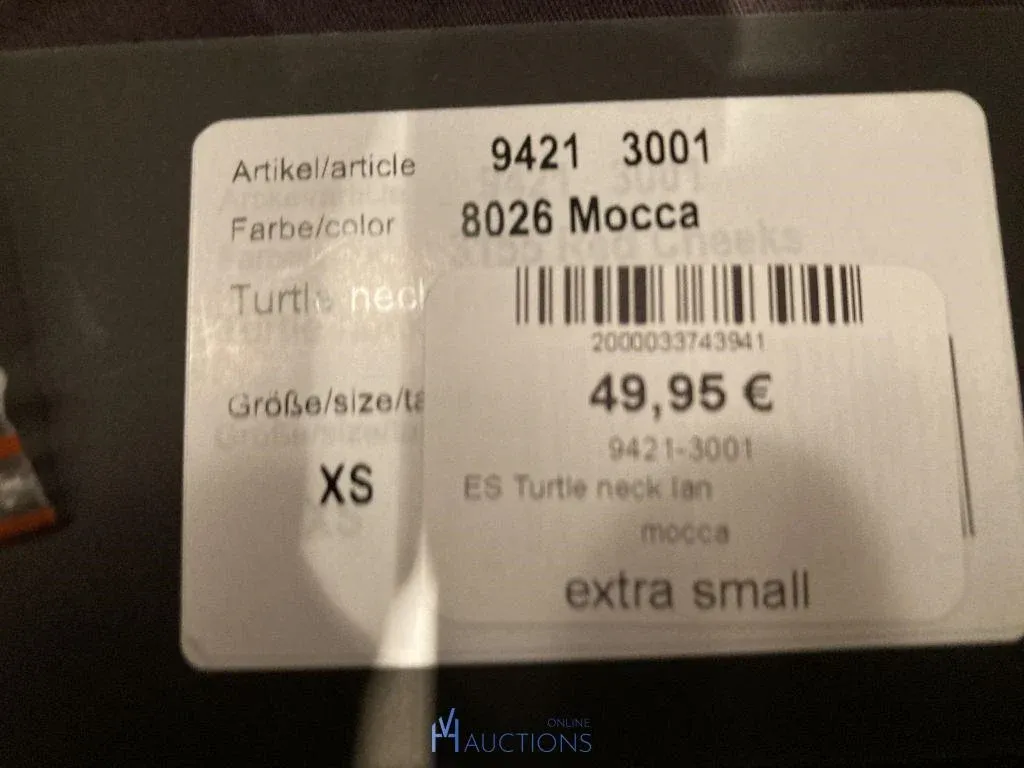 Artikel/article 9421 3001
Farbe/color 8026 Mocca
Turtle neck
Größe/size/ta
XS
2000033743941
49,95 €
9421-3001
ES Turtle neck lan
mocca
extra small
ONLINE
HV AUCTIONS